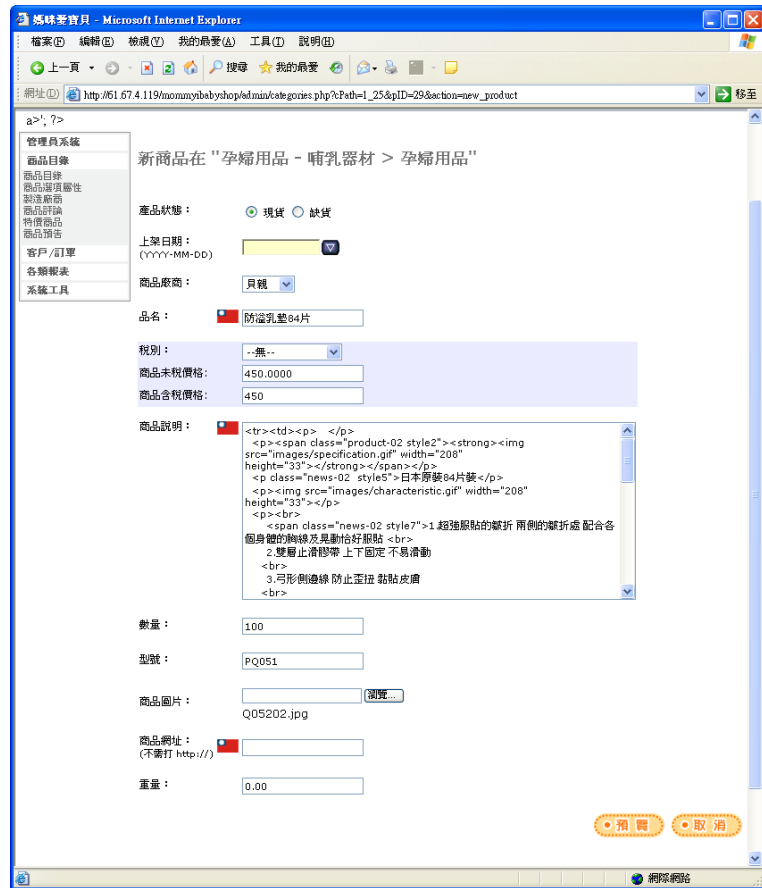 媽咪愛寶貝 - Microsoft Internet Explorer
檔案(F) 編輯(E) 檢視(V) 我的最愛(A) 工具(T) 說明(H)
上一頁 搜尋 我的最愛
網址(D) http://61.67.4.119/mommyibabyshop/admin/categories.php?cPath=1_25&pID=29&action=new_product 移至
a>'; ?>
管理員系統
商品目錄
商品目錄
商品選項屬性
製造廠商
商品評論
特價商品
商品預告
客戶/訂單
各類報表
系統工具
新商品在 "孕婦用品 - 哺乳器材 > 孕婦用品"
產品狀態： 現貨 缺貨
上架日期：
(YYYY-MM-DD)
商品廠商： 貝親
品名： 防溢乳墊84片
稅別： --無--
商品未稅價格: 450.0000
商品含稅價格: 450
商品說明：
<tr><td><p> </p>
<p><span class="product-02 style2"><strong><img
src="images/specification.gif" width="208"
height="33"></strong></span></p>
<p class="news-02 style5">日本原裝84片裝</p>
<p><img src="images/characteristic.gif" width="208"
height="33"></p>
<p><br>
<span class="news-02 style7">1.超強服貼的皺折 兩側的皺折處 配合各
個身體的胸線及晃動恰好服貼 <br>
2.雙層止滑膠帶 上下固定 不易滑動
<br>
3.弓形側邊線 防止歪扭 黏貼皮膚
<br>
數量： 100
型號： PQ051
商品圖片： 瀏覽...
Q05202.jpg
商品網址：
(不需打 http://)
重量： 0.00
預覽 取消
網際網路